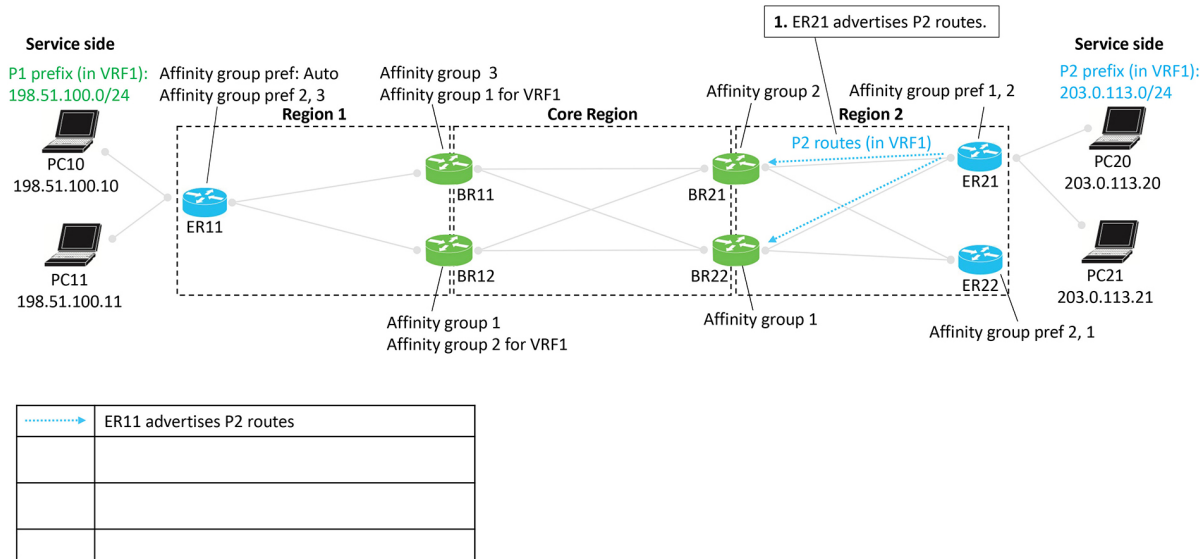 1. ER21 advertises P2 routes.
Service side
P1 prefix (in VRF1):
198.51.100.0/24
PC10
198.51.100.10
PC11
198.51.100.11
Affinity group pref: Auto
Affinity group pref 2, 3
Region 1
ER11
Affinity group  3
Affinity group 1 for VRF1
BR11
BR12
Affinity group 1
Affinity group 2 for VRF1
Core Region
Affinity group 2
BR21
BR22
Affinity group 1
Affinity group pref 1, 2
Region 2
P2 routes (in VRF1)
ER21
ER22
Affinity group pref 2, 1
Service side
P2 prefix (in VRF1):
203.0.113.0/24
PC20
203.0.113.20
PC21
203.0.113.21
ER11 advertises P2 routes